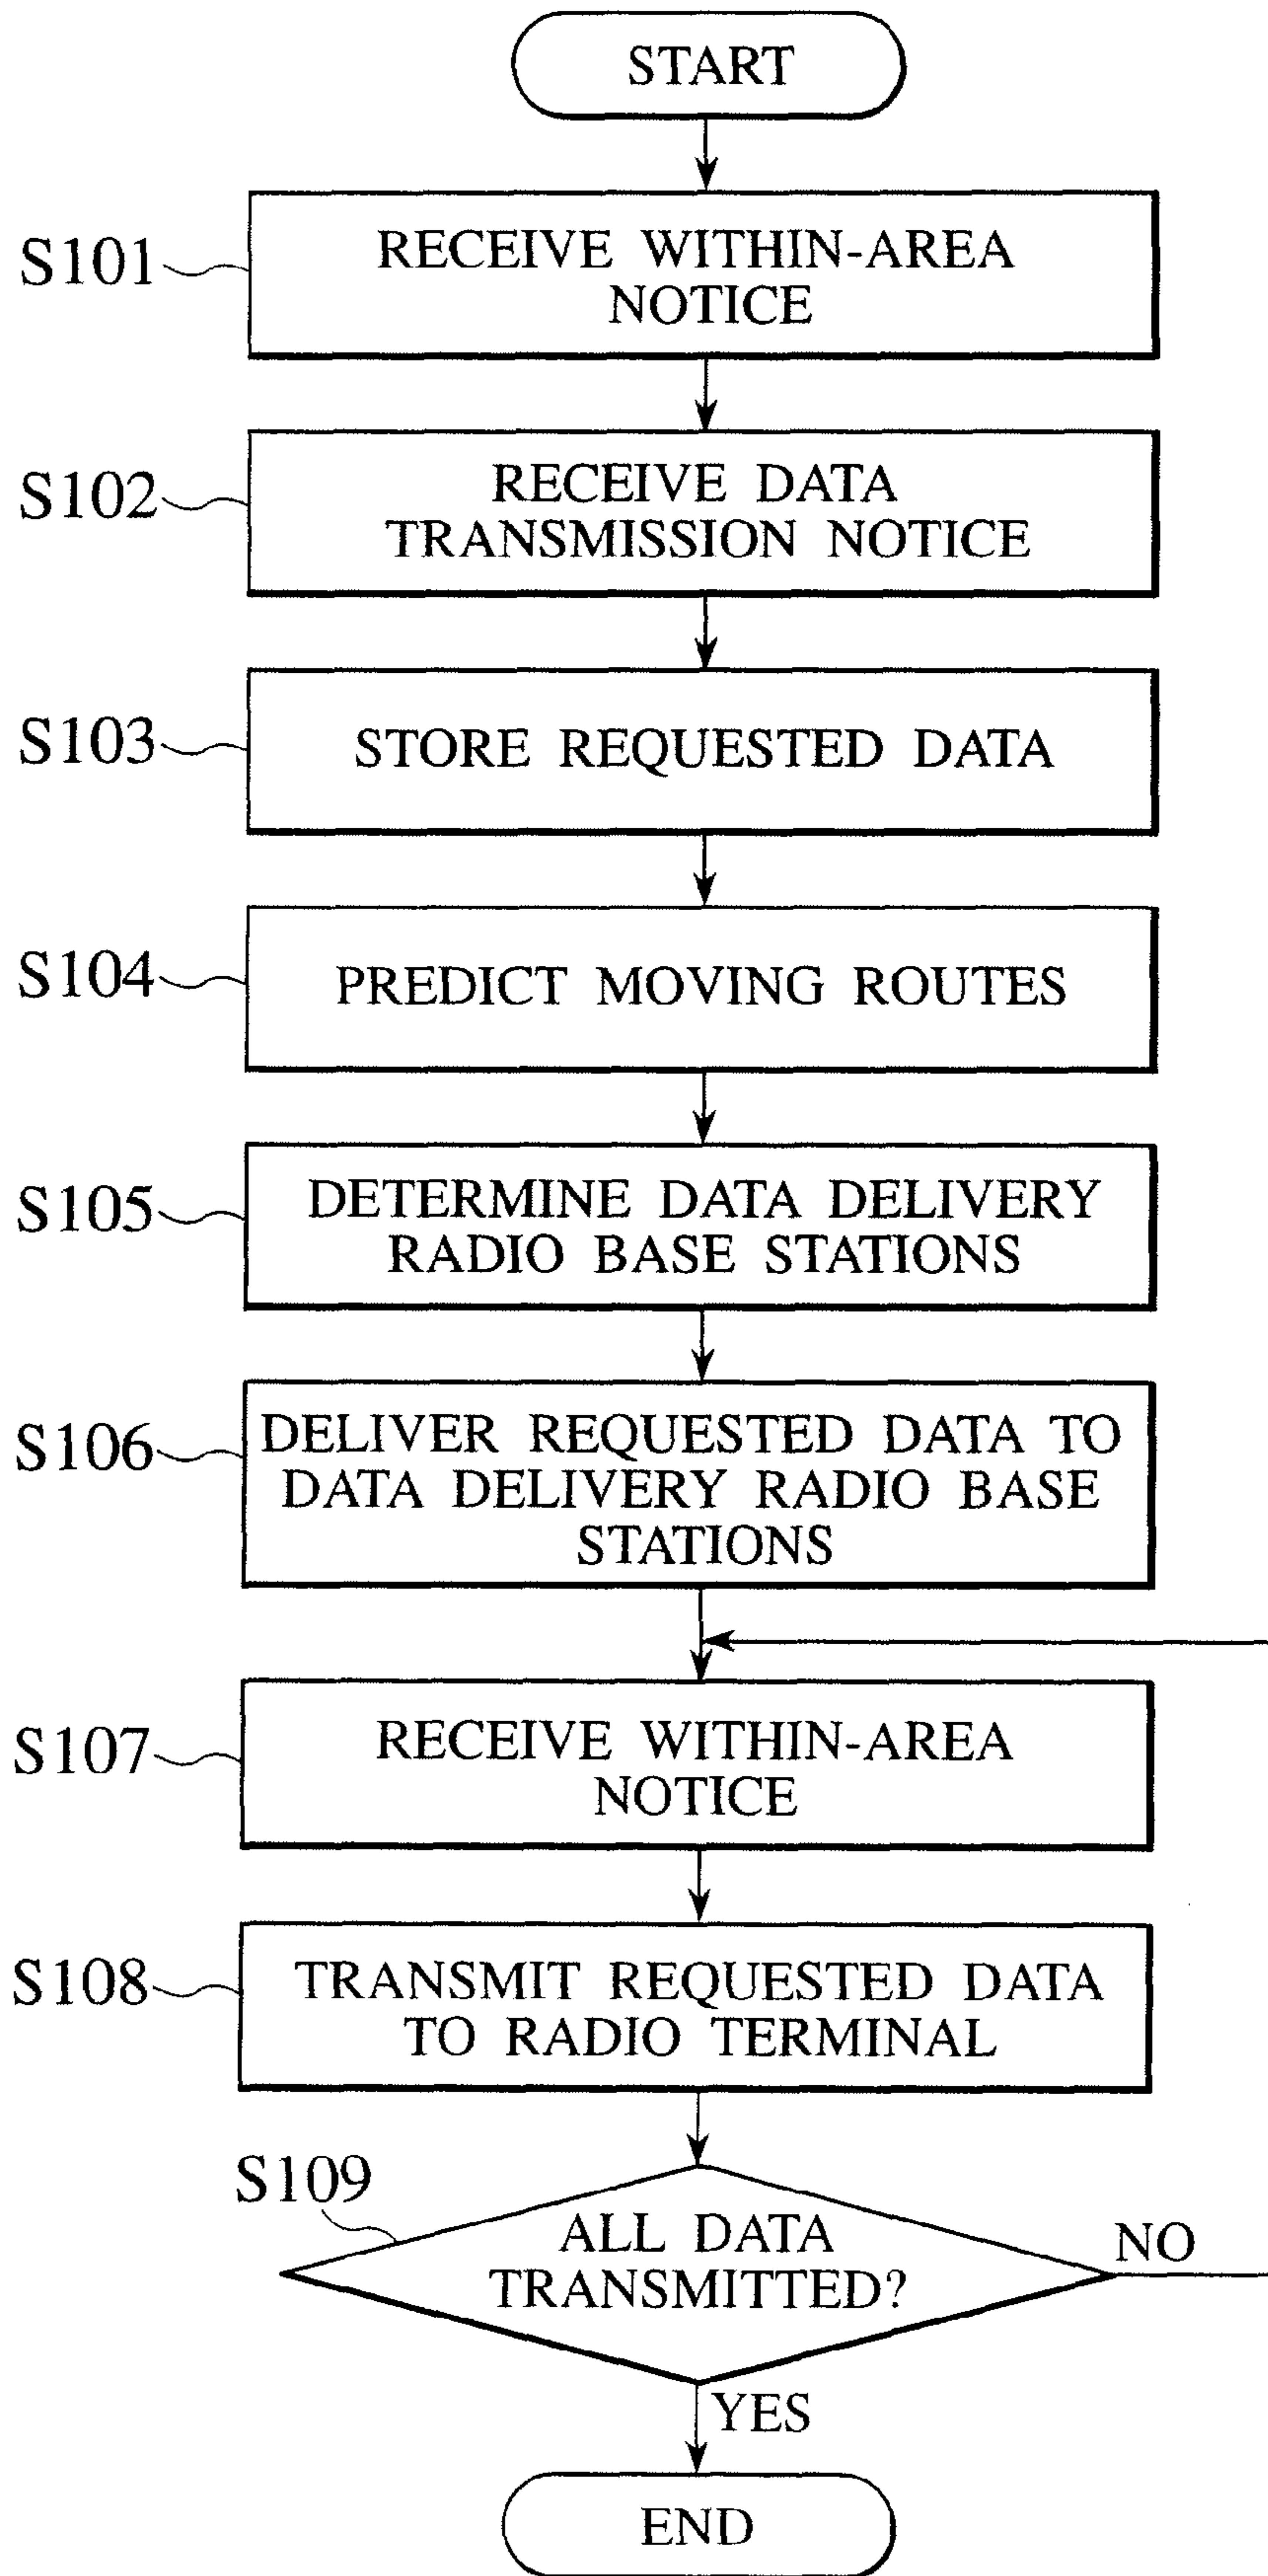 START
S101
RECEIVE WITHIN-AREA
NOTICE
S102
RECEIVE DATA
TRANSMISSION NOTICE
S103
STORE REQUESTED DATA
S104
PREDICT MOVING ROUTES
S105
DETERMINE DATA DELIVERY
RADIO BASE STATIONS
S106
DELIVER REQUESTED DATA TO
DATA DELIVERY RADIO BASE
STATIONS
S107
RECEIVE WITHIN-AREA
NOTICE
S108
TRANSMIT REQUESTED DATA
TO RADIO TERMINAL
S109
ALL DATA
TRANSMITTED?
NO
YES
END